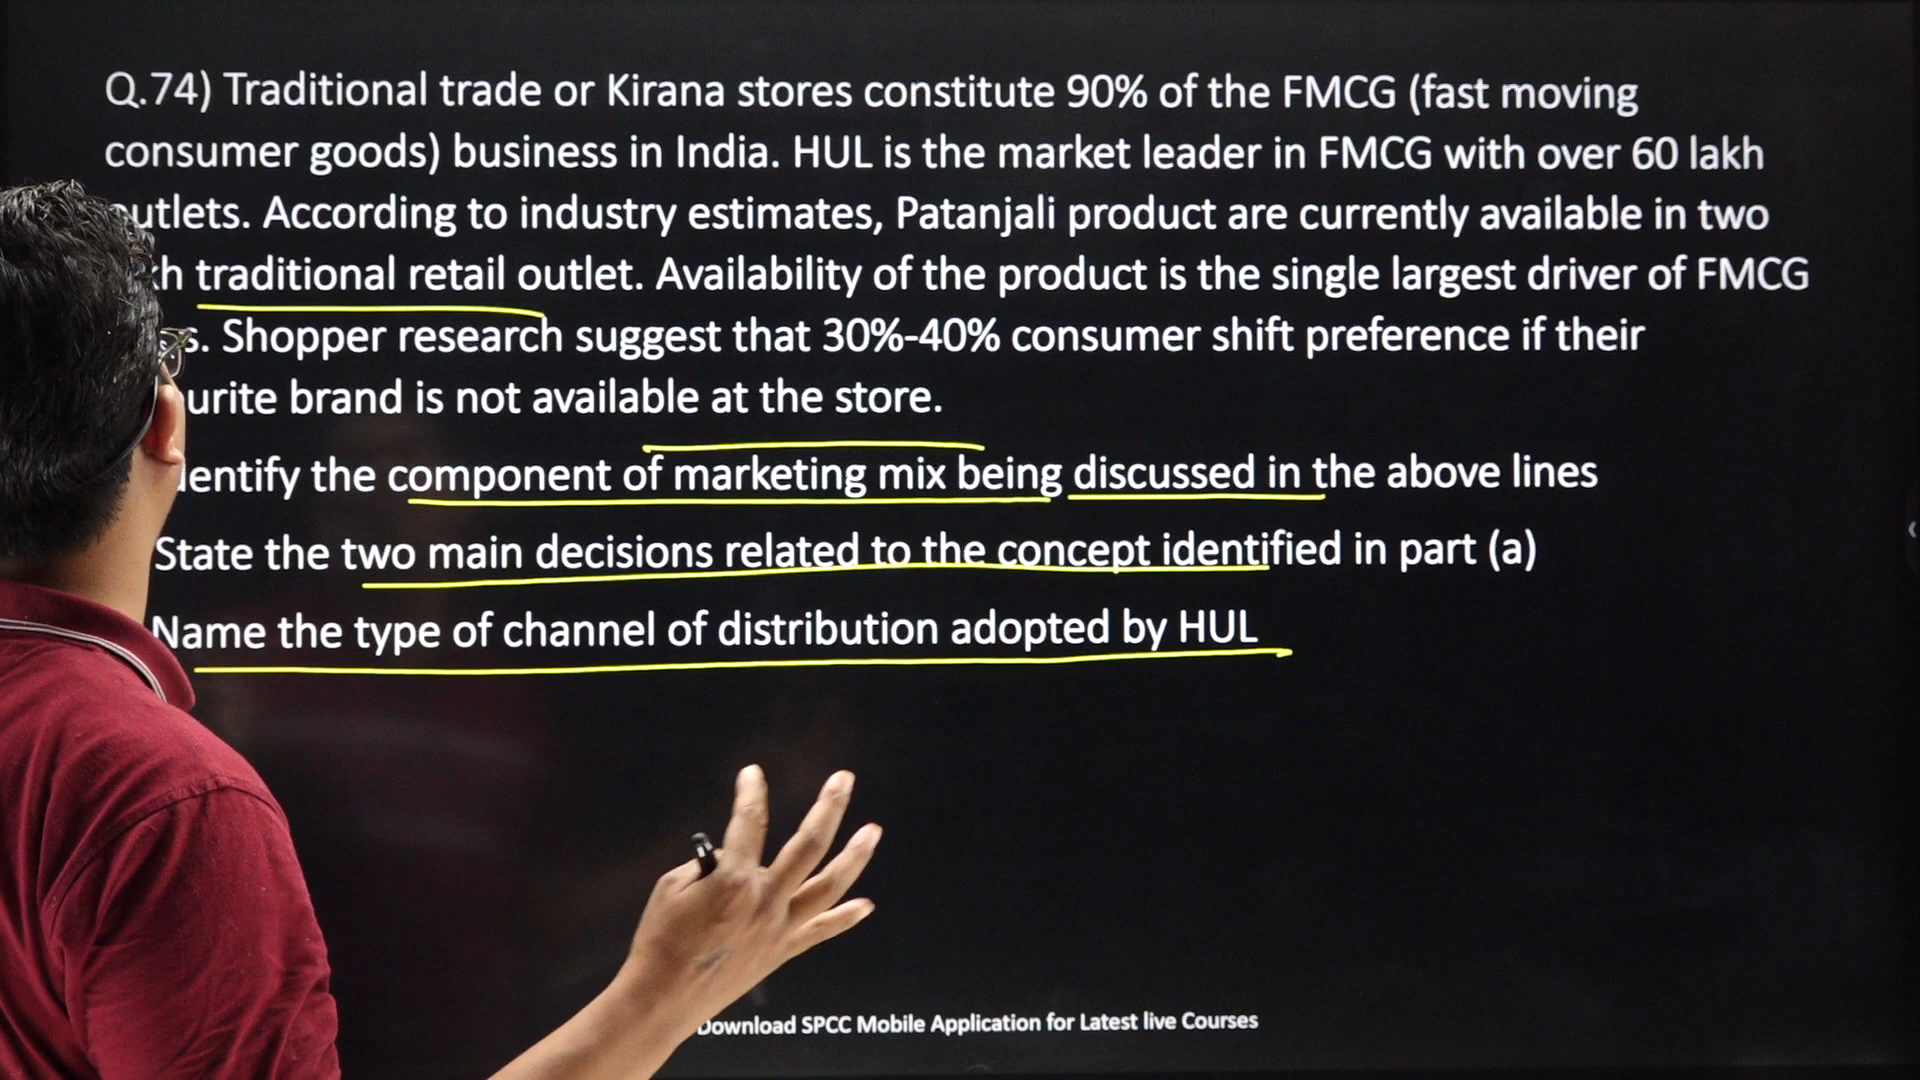 Q.74) Traditional trade or Kirana stores constitute 90% of the FMCG (fast moving
consumer goods) business in India. HUL is the market leader in FMCG with over 60 lakh
outlets. According to industry estimates, Patanjali product are currently available in two
traditional retail outlet. Availability of the product is the single largest driver of FMCG
Shopper research suggest that 30%-40% consumer shift preference if their
brand is not available at the store.
the component of marketing mix being discussed in the above lines
State the two main decisions related to the concept identified in part (a)
Name the type of channel of distribution adopted by HUL
Download SPCC Mobile Application for Latest live Courses